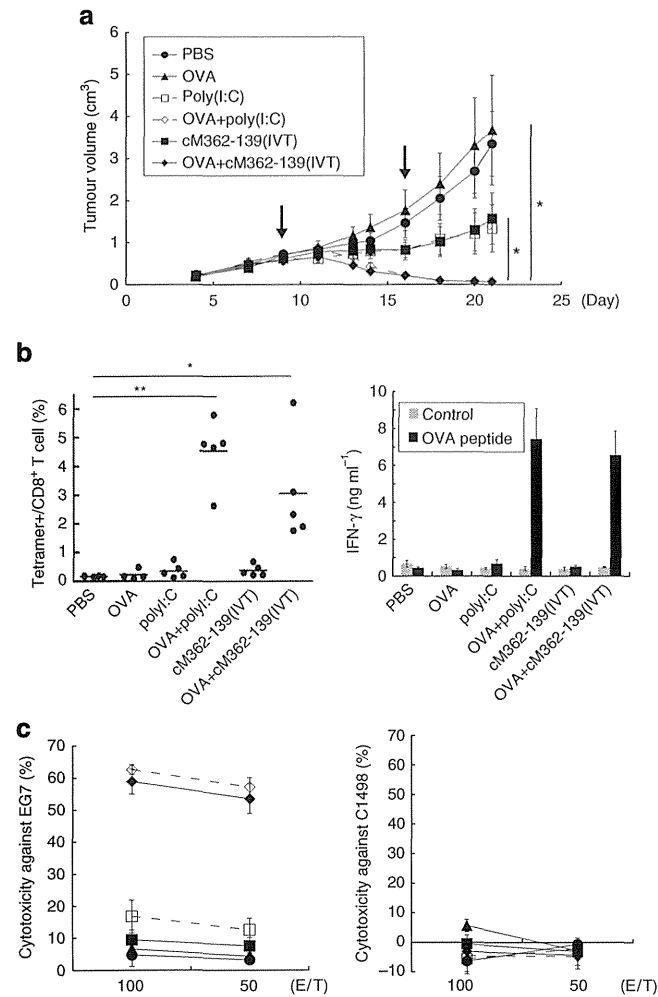 a
Tumour volume (cm³)
6
5
4
3
2
1
0
PBS
OVA
Poly(I:C)
OVA+poly(I:C)
cM362-139(IVT)
OVA+cM362-139(IVT)
*
*
0
5
10
15
20
25
(Day)
b
Tetramer+/CD8⁺ T cell (%)
6
5
4
3
2
1
0
*
**
PBS
OVA
polyI:C
OVA+polyI:C
cM362-139(IVT)
OVA+cM362-139(IVT)
IFN-γ (ng ml⁻¹)
10
8
6
4
2
0
Control
OVA peptide
PBS
OVA
polyI:C
OVA+polyI:C
cM362-139(IVT)
OVA+cM362-139(IVT)
c
Cytotoxicity against EG7 (%)
70
60
50
40
30
20
10
0
100
50
(E/T)
Cytotoxicity against C1498 (%)
70
60
50
40
30
20
10
0
−10
100
50
(E/T)